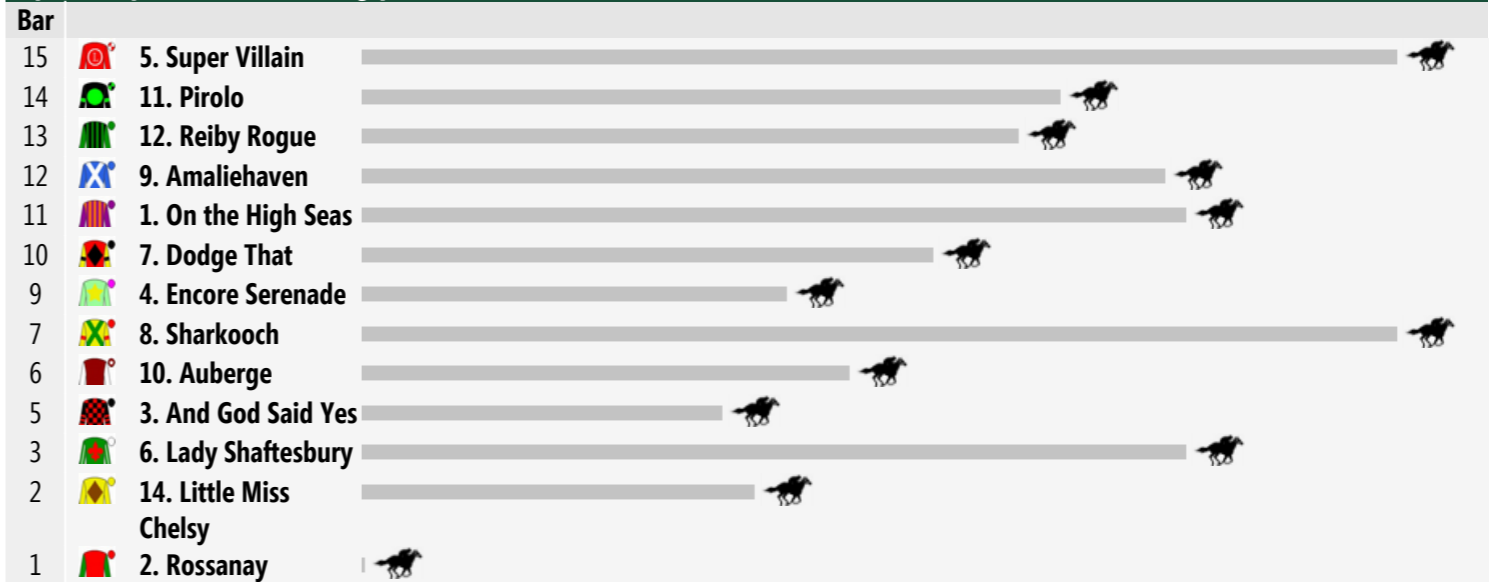 Bar
15 5. Super Villain
14 11. Pirolo
13 12. Reiby Rogue
12 9. Amaliehaven
11 1. On the High Seas
10 7. Dodge That
9 4. Encore Serenade
7 8. Sharkooch
6 10. Auberge
5 3. And God Said Yes
3 6. Lady Shaftesbury
2 14. Little Miss
Chelsy
1 2. Rossanay